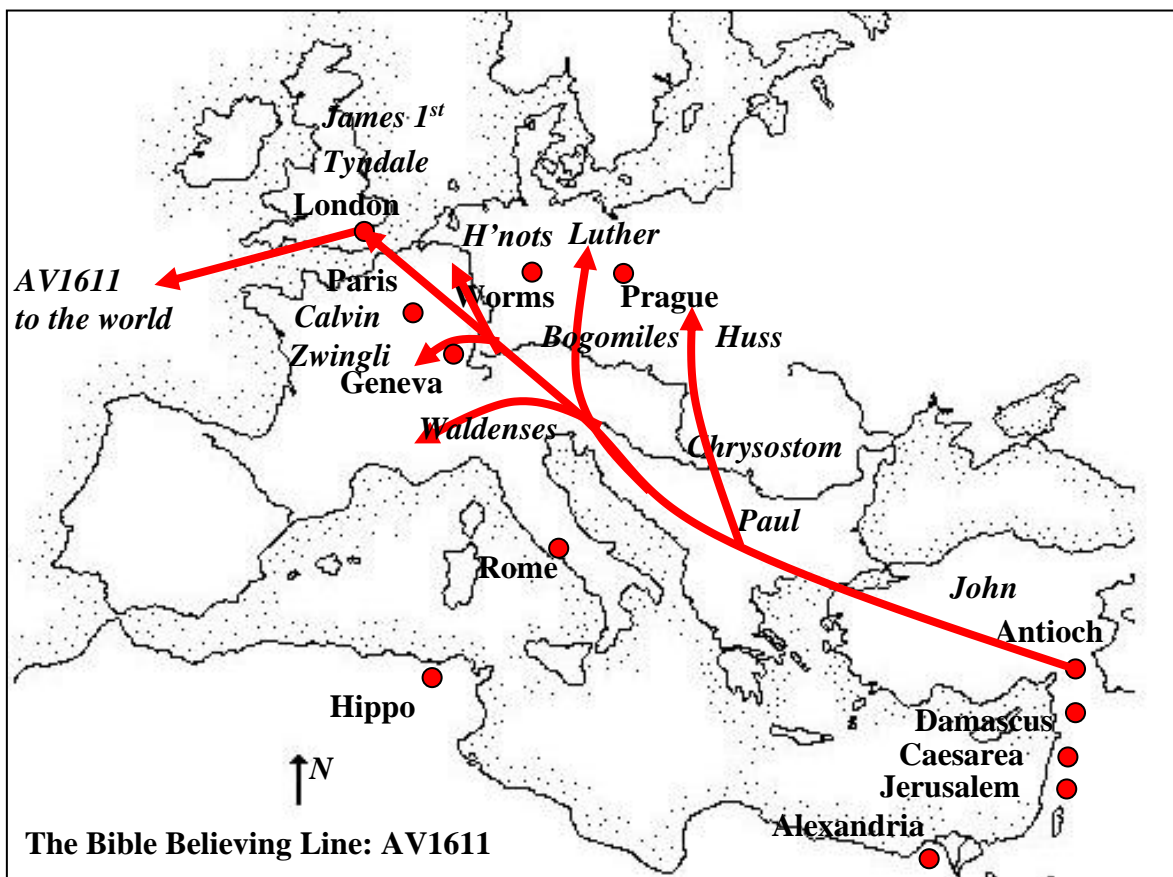 James 1st
Tyndale
London
H'nots Luther
AV1611
to the world
Paris
Worms
Prague
Calvin
Bogomiles Huss
Zwingli
Geneva
Waldenses
Chrysostom
Paul
Rome
John
Antioch
Hippo
Damascus
Caesarea
Jerusalem
N
Alexandria
The Bible Believing Line: AV1611